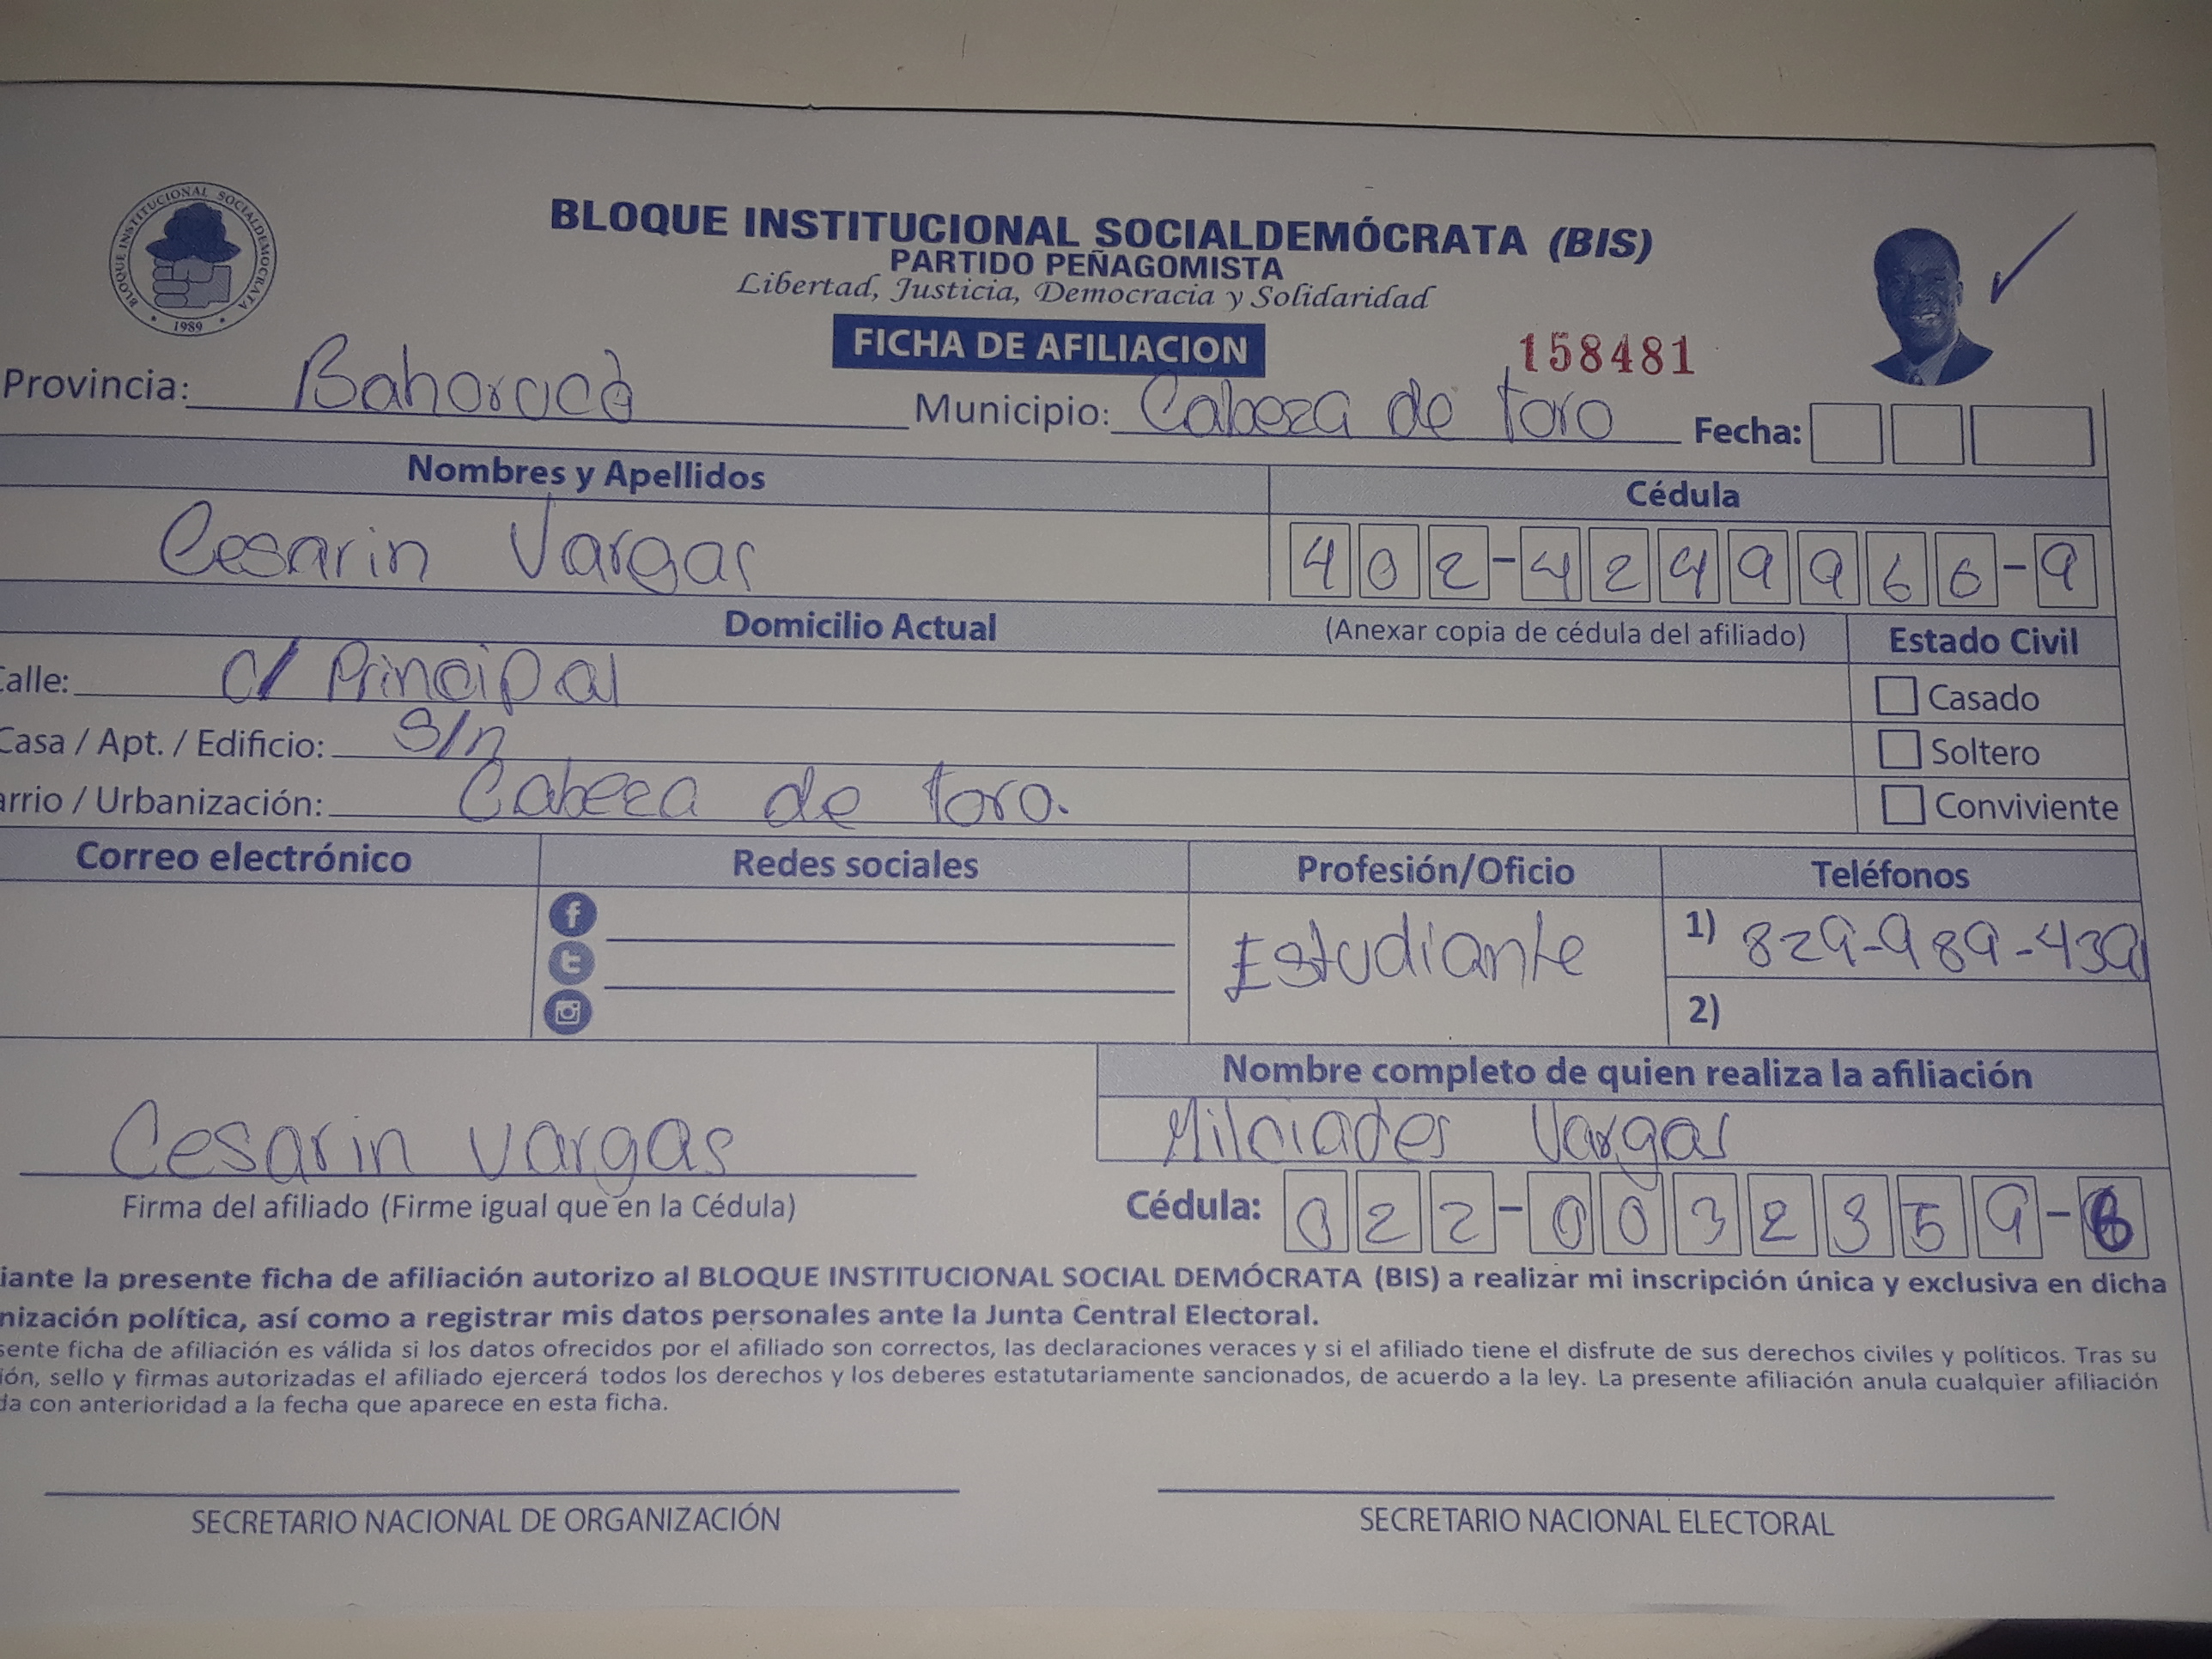 BLOQUE INSTITUCIONAL SOCIALDEMOCRATA
1989
BLOQUE INSTITUCIONAL SOCIALDEMÓCRATA (BIS)
PARTIDO PEÑAGOMISTA
Libertad, Justicia, Democracia y Solidaridad
FICHA DE AFILIACION
158481
Provincia: Bahorucò Municipio: Cabeza de toro Fecha:
Nombres y Apellidos Cédula
Cesarin Vargas 402-4249966-9
Domicilio Actual (Anexar copia de cédula del afiliado) Estado Civil
Calle: C/ Principal Casado
Casa / Apt. / Edificio: S/n Soltero
arrio / Urbanización: Cabeza de toro. Conviviente
Correo electrónico Redes sociales Profesión/Oficio Teléfonos
Estudiante 1) 829-989-439
2)
Nombre completo de quien realiza la afiliación
Cesarin vargas Milciades Vargas
Firma del afiliado (Firme igual que en la Cédula) Cédula: 022-0032359-6
iante la presente ficha de afiliación autorizo al BLOQUE INSTITUCIONAL SOCIAL DEMÓCRATA (BIS) a realizar mi inscripción única y exclusiva en dicha
nización política, así como a registrar mis datos personales ante la Junta Central Electoral.
sente ficha de afiliación es válida si los datos ofrecidos por el afiliado son correctos, las declaraciones veraces y si el afiliado tiene el disfrute de sus derechos civiles y políticos. Tras su
ión, sello y firmas autorizadas el afiliado ejercerá todos los derechos y los deberes estatutariamente sancionados, de acuerdo a la ley. La presente afiliación anula cualquier afiliación
da con anterioridad a la fecha que aparece en esta ficha.
SECRETARIO NACIONAL DE ORGANIZACIÓN SECRETARIO NACIONAL ELECTORAL